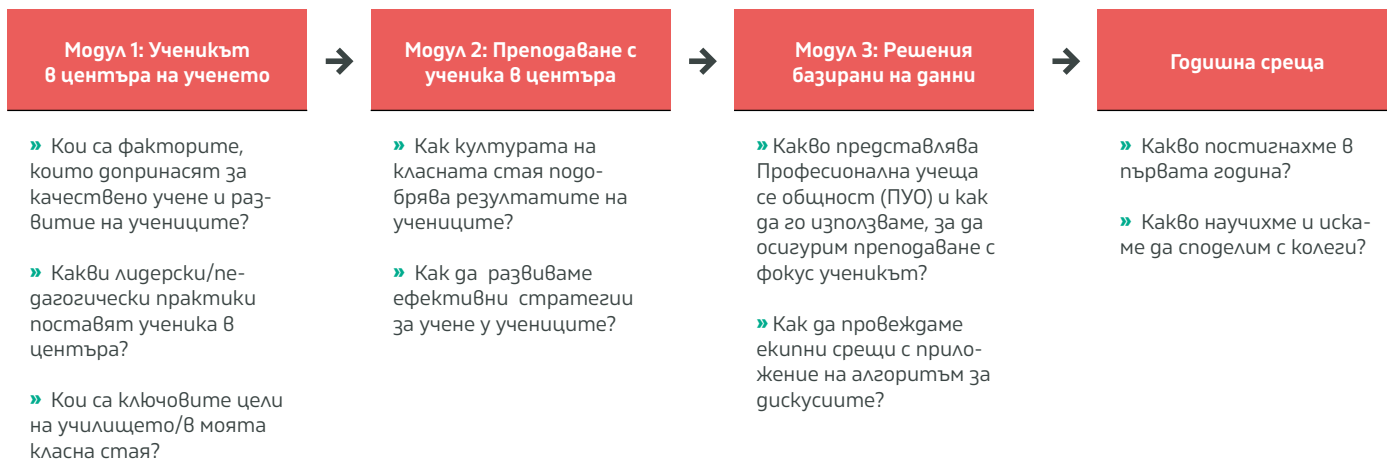 Модул 1: Ученикът
в центъра на ученето
» Кои са факторите,
които допринасят за
качествено учене и раз-
витие на учениците?
» Какви лидерски/пе-
дагогически практики
поставят ученика в
центъра?
» Кои са ключовите цели
на училището/в моята
класна стая?
Модул 2: Преподаване с
ученика в центъра
» Как културата на
класната стая подо-
брява резултатите на
учениците?
» Как да развиваме
ефективни стратегии
за учене у учениците?
Модул 3: Решения
базирани на данни
» Какво представлява
Професионална учеща
се общност (ПУО) и как
да го използваме, за да
осигурим преподаване с
фокус ученикът?
» Как да провеждаме
екипни срещи с прило-
жение на алгоритъм за
дискусиите?
Годишна среща
» Какво постигнахме в
първата година?
» Какво научихме и иска-
ме да споделим с колеги?